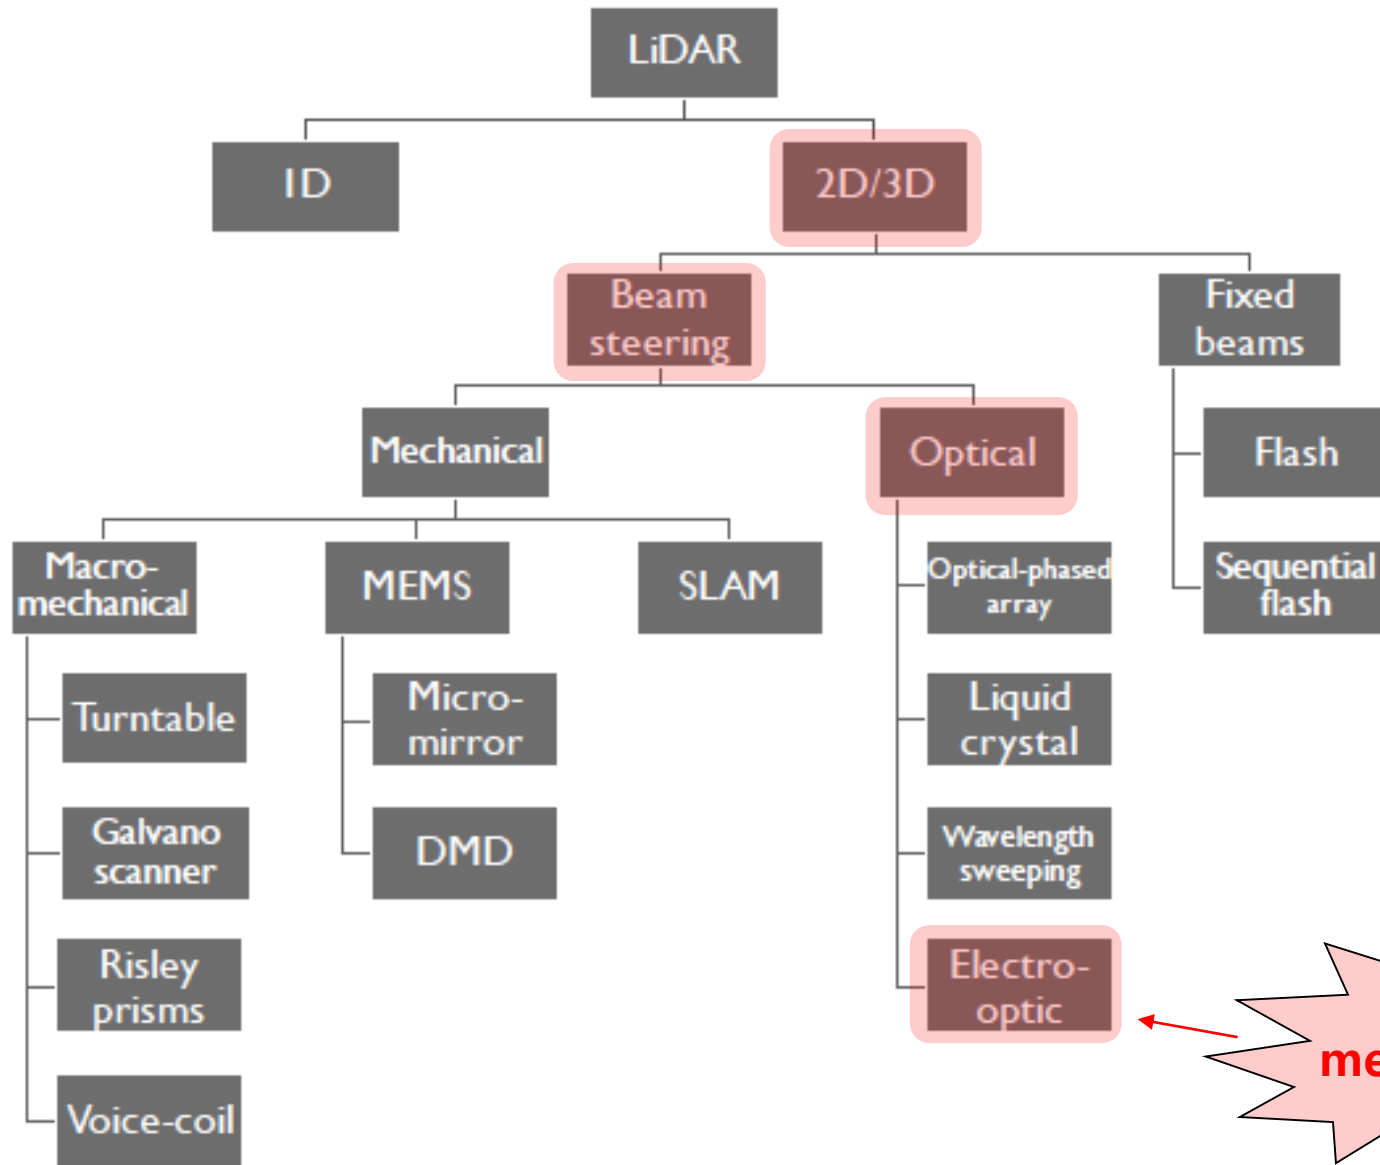 LiDAR
1D
2D/3D
Beam
steering
Fixed
beams
Mechanical
Optical
Flash
Macro-
mechanical
MEMS
SLAM
Optical-phased
array
Sequential
flash
Turntable
Micro-
mirror
Liquid
crystal
Galvano
scanner
DMD
Wavelength
sweeping
Risley
prisms
Electro-
optic
Voice-coil